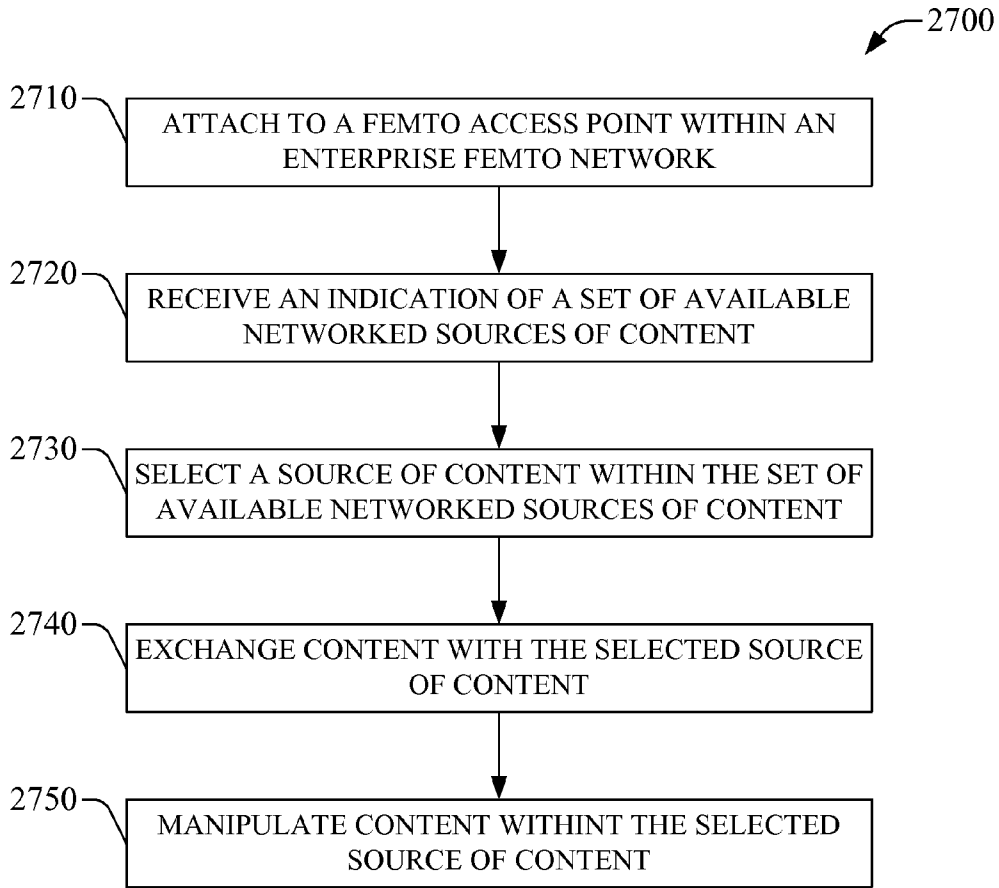 2700
2710
ATTACH TO A FEMTO ACCESS POINT WITHIN AN
ENTERPRISE FEMTO NETWORK
2720
RECEIVE AN INDICATION OF A SET OF AVAILABLE
NETWORKED SOURCES OF CONTENT
2730
SELECT A SOURCE OF CONTENT WITHIN THE SET OF
AVAILABLE NETWORKED SOURCES OF CONTENT
2740
EXCHANGE CONTENT WITH THE SELECTED SOURCE
OF CONTENT
2750
MANIPULATE CONTENT WITHINT THE SELECTED
SOURCE OF CONTENT